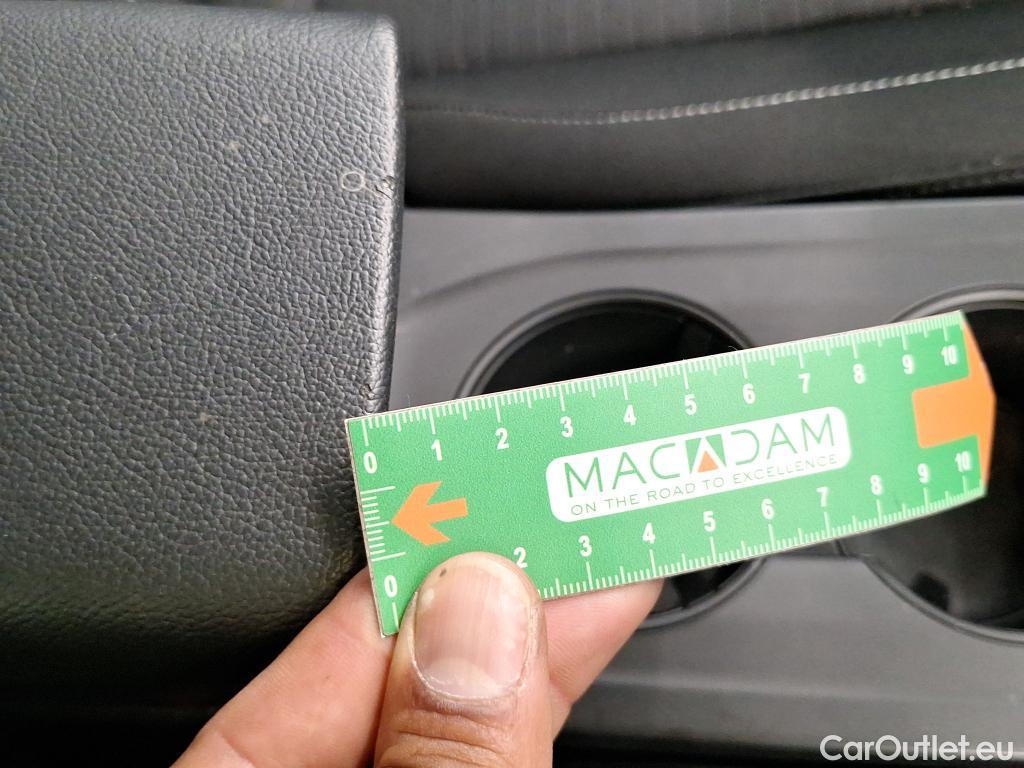 0 1 2 3 4 5 6 7 8 9 10
MACADAM
ON THE ROAD TO EXCELLENCE
0 2 3 4 5 6 7 8 9 10
CarOutlet.eu